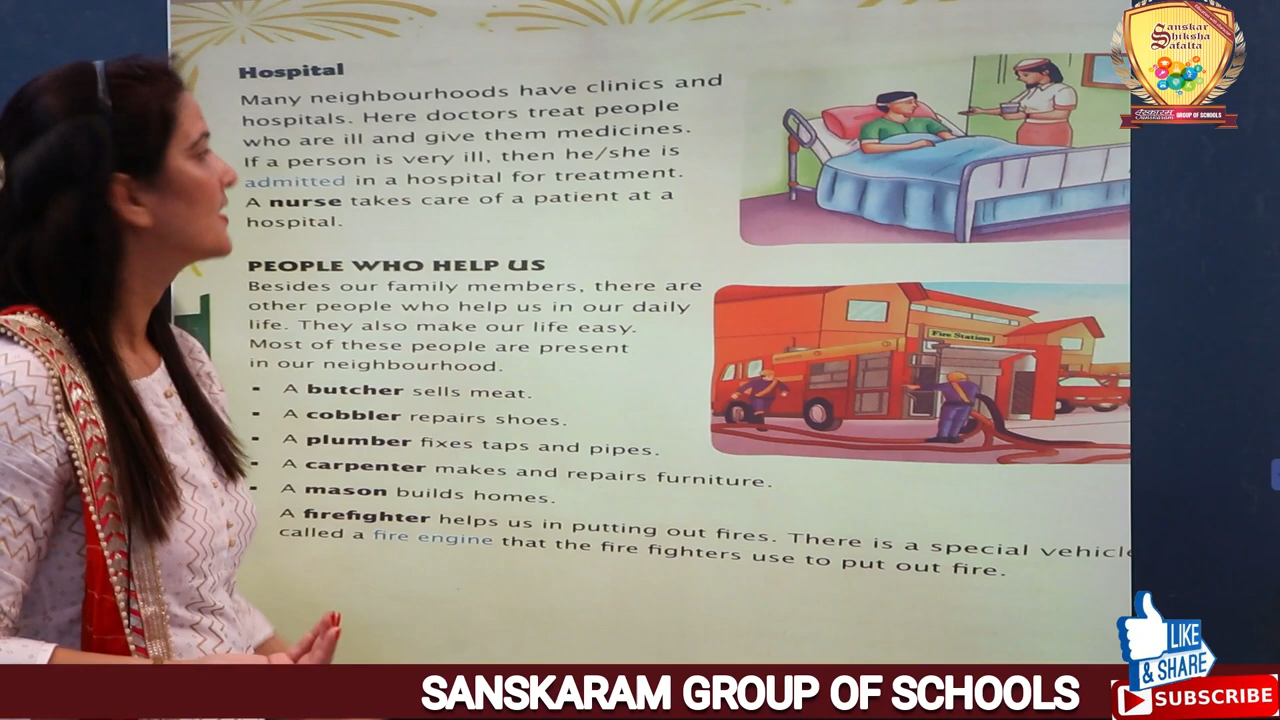 Hospital
Many neighbourhoods have clinics and
hospitals. Here doctors treat people
who are ill and give them medicines.
If a person is very ill, then he/she is
admitted in a hospital for treatment.
A nurse takes care of a patient at a
hospital.
PEOPLE WHO HELP US
Besides our family members, there are
other people who help us in our daily
life. They also make our life easy.
Most of these people are present
in our neighbourhood.
▪ A butcher sells meat.
▪ A cobbler repairs shoes.
▪ A plumber fixes taps and pipes.
▪ A carpenter makes and repairs furniture.
▪ A mason builds homes.
A firefighter helps us in putting out fires. There is a special vehicle
called a fire engine that the fire fighters use to put out fire.
Fire Station
Sanskar
Shiksha
Safalta
संस्कारम्
Sanskaram GROUP OF SCHOOLS
LIKE
& SHARE
SUBSCRIBE
SANSKARAM GROUP OF SCHOOLS